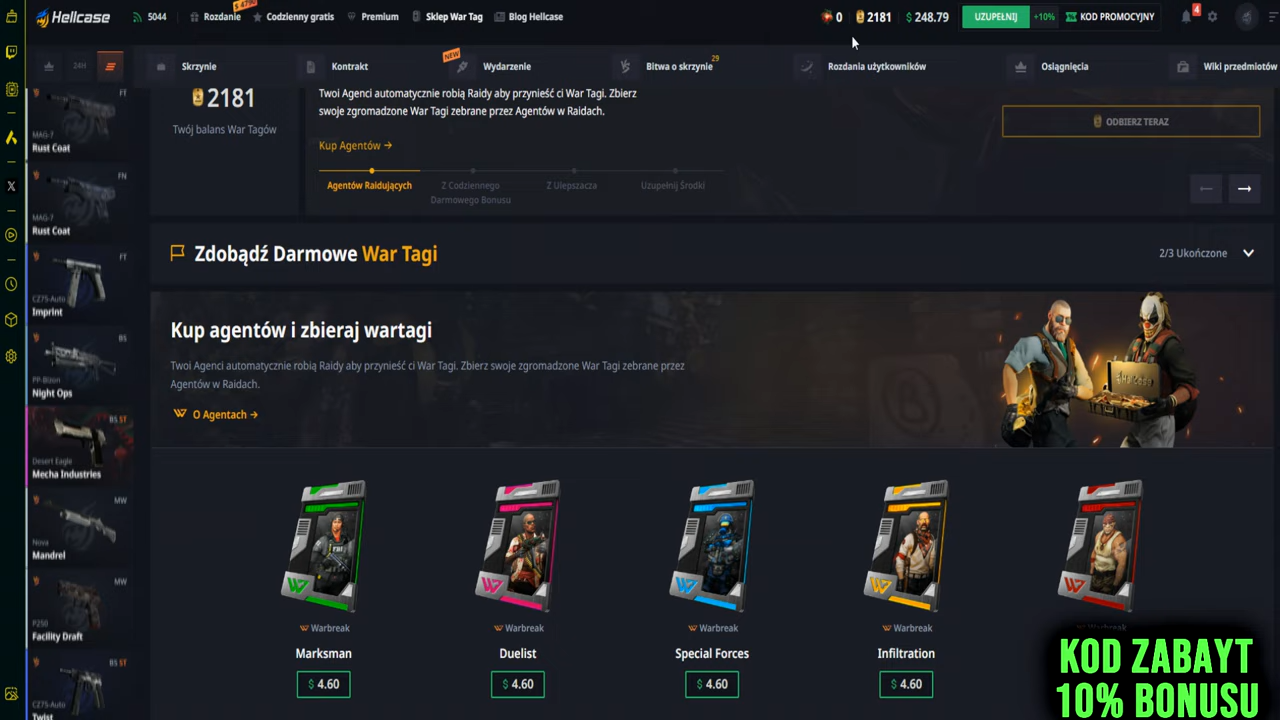 Hellcase
5044
Rozdanie
Codzienny gratis
Premium
Sklep War Tag
Blog Hellcase
0
2181
$ 248.79
UZUPEŁNIJ
+10%
KOD PROMOCYJNY
4
24H
Skrzynie
Kontrakt
NEW
Wydarzenie
Bitwa o skrzynie
29
Rozdania użytkowników
Osiągnięcia
Wiki przedmiotów
FT
MAG-7
Rust Coat
FN
MAG-7
Rust Coat
FT
CZ75-Auto
Imprint
BS
PP-Bizon
Night Ops
BS ST
Desert Eagle
Mecha Industries
MW
Nova
Mandrel
MW
P250
Facility Draft
BS ST
CZ75-Auto
Twist
2181
Twój balans War Tagów
Twoi Agenci automatycznie robią Raidy aby przynieść ci War Tagi. Zbierz
swoje zgromadzone War Tagi zebrane przez Agentów w Raidach.
Kup Agentów →
Agentów Raidujących
Z Codziennego
Darmowego Bonusu
Z Ulepszacza
Uzupełnij Środki
ODBIERZ TERAZ
Zdobądź Darmowe War Tagi
2/3 Ukończone
Kup agentów i zbieraj wartagi
Twoi Agenci automatycznie robią Raidy aby przynieść ci War Tagi. Zbierz swoje zgromadzone War Tagi zebrane przez
Agentów w Raidach.
O Agentach →
Warbreak
Marksman
$ 4.60
Warbreak
Duelist
$ 4.60
Warbreak
Special Forces
$ 4.60
Warbreak
Infiltration
$ 4.60
KOD ZABAYT
10% BONUSU